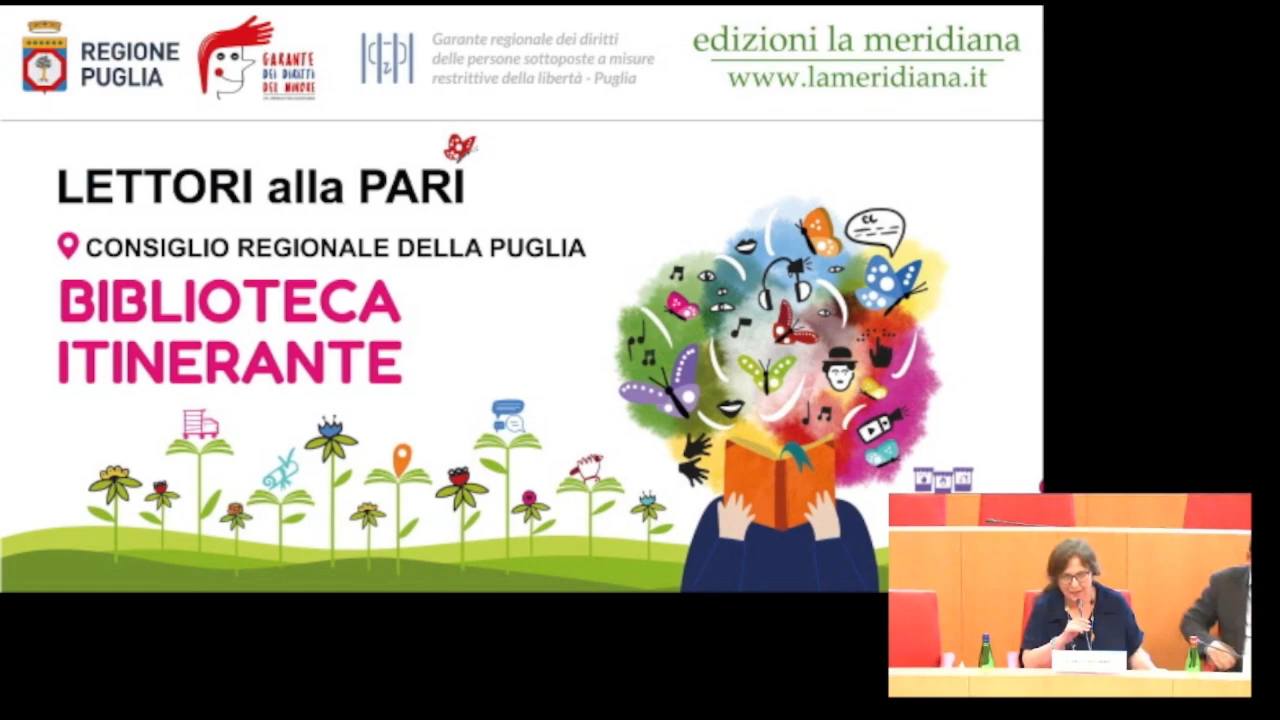 REGIONE
PUGLIA
GARANTE
DEI DIRITTI
DEL MINORE
Garante regionale dei diritti
delle persone sottoposte a misure
restrittive della libertà - Puglia
edizioni la meridiana
www.lameridiana.it
LETTORI alla PARI
CONSIGLIO REGIONALE DELLA PUGLIA
BIBLIOTECA
ITINERANTE